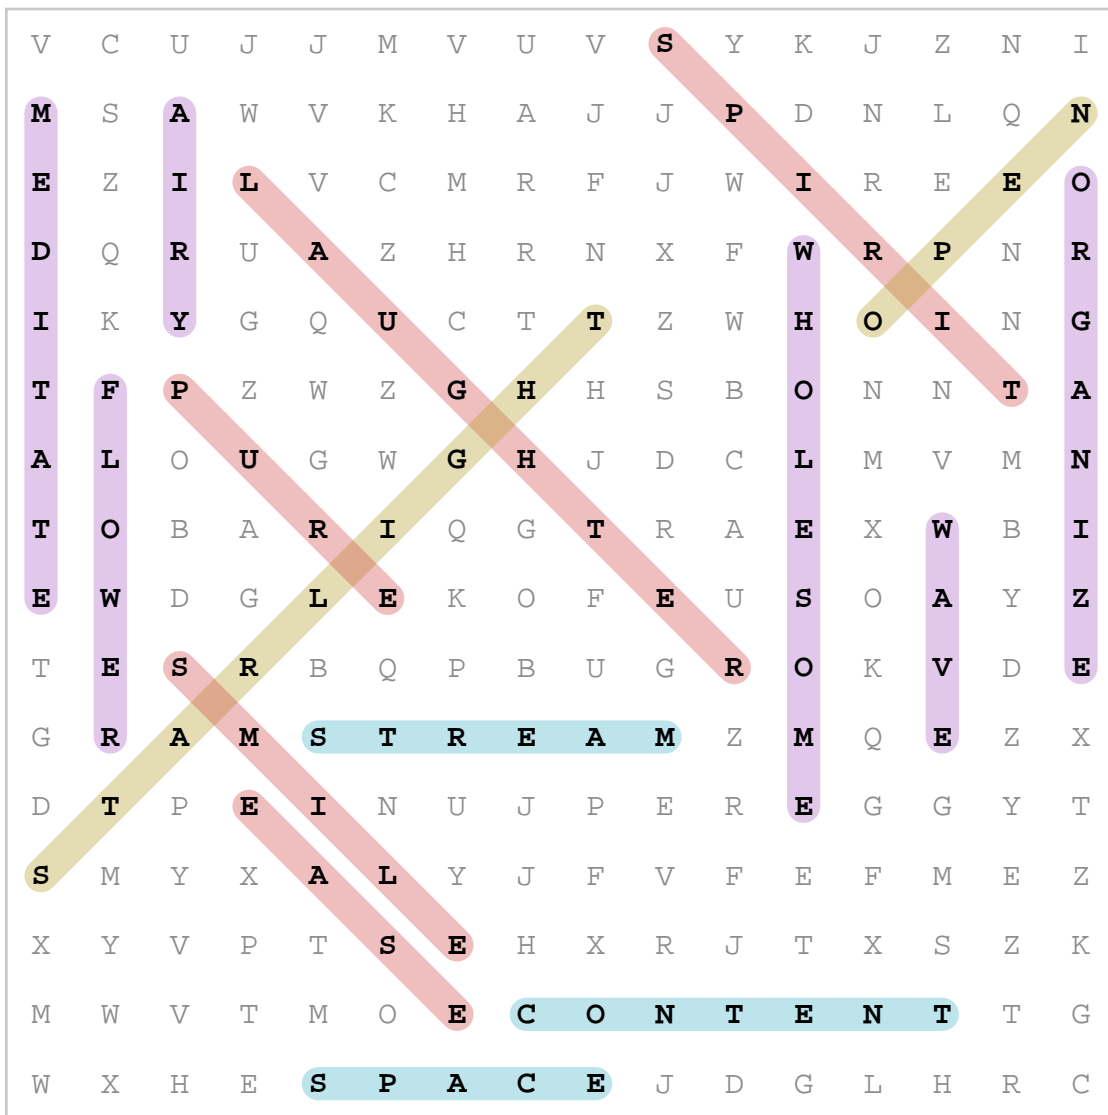 V C U J J M V U V S Y K J Z N I
M S A W V K H A J J P D N L Q N
E Z I L V C M R F J W I R E E O
D Q R U A Z H R N X F W R P N R
I K Y G Q U C T T Z W H O I N G
T F P Z W Z G H H S B O N N T A
A L O U G W G H J D C L M V M N
T O B A R I Q G T R A E X W B I
E W D G L E K O F E U S O A Y Z
T E S R B Q P B U G R O K V D E
G R A M S T R E A M Z M Q E Z X
D T P E I N U J P E R E G G Y T
S M Y X A L Y J F V F E F M E Z
X Y V P T S E H X R J T X S Z K
M W V T M O E C O N T E N T T G
W X H E S P A C E J D G L H R C